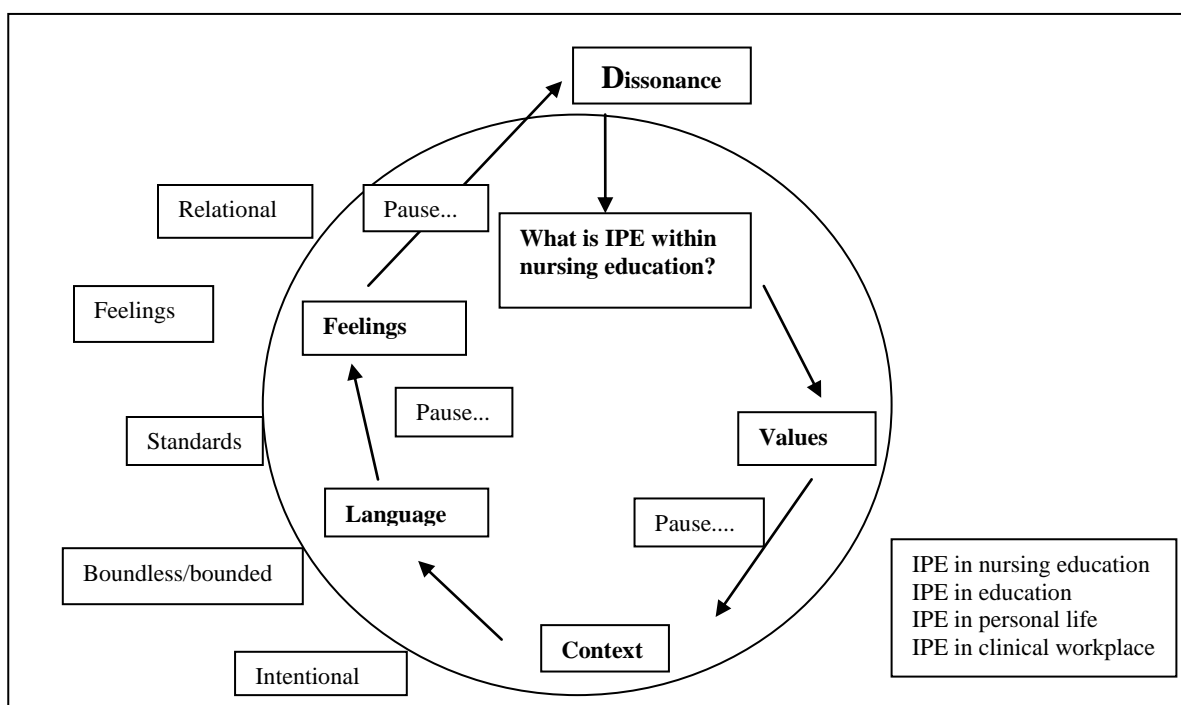 Dissonance
Relational
Pause...
What is IPE within
nursing education?
Feelings
Feelings
Pause...
Values
Standards
Language
Pause....
Boundless/bounded
IPE in nursing education
IPE in education
IPE in personal life
IPE in clinical workplace
Context
Intentional